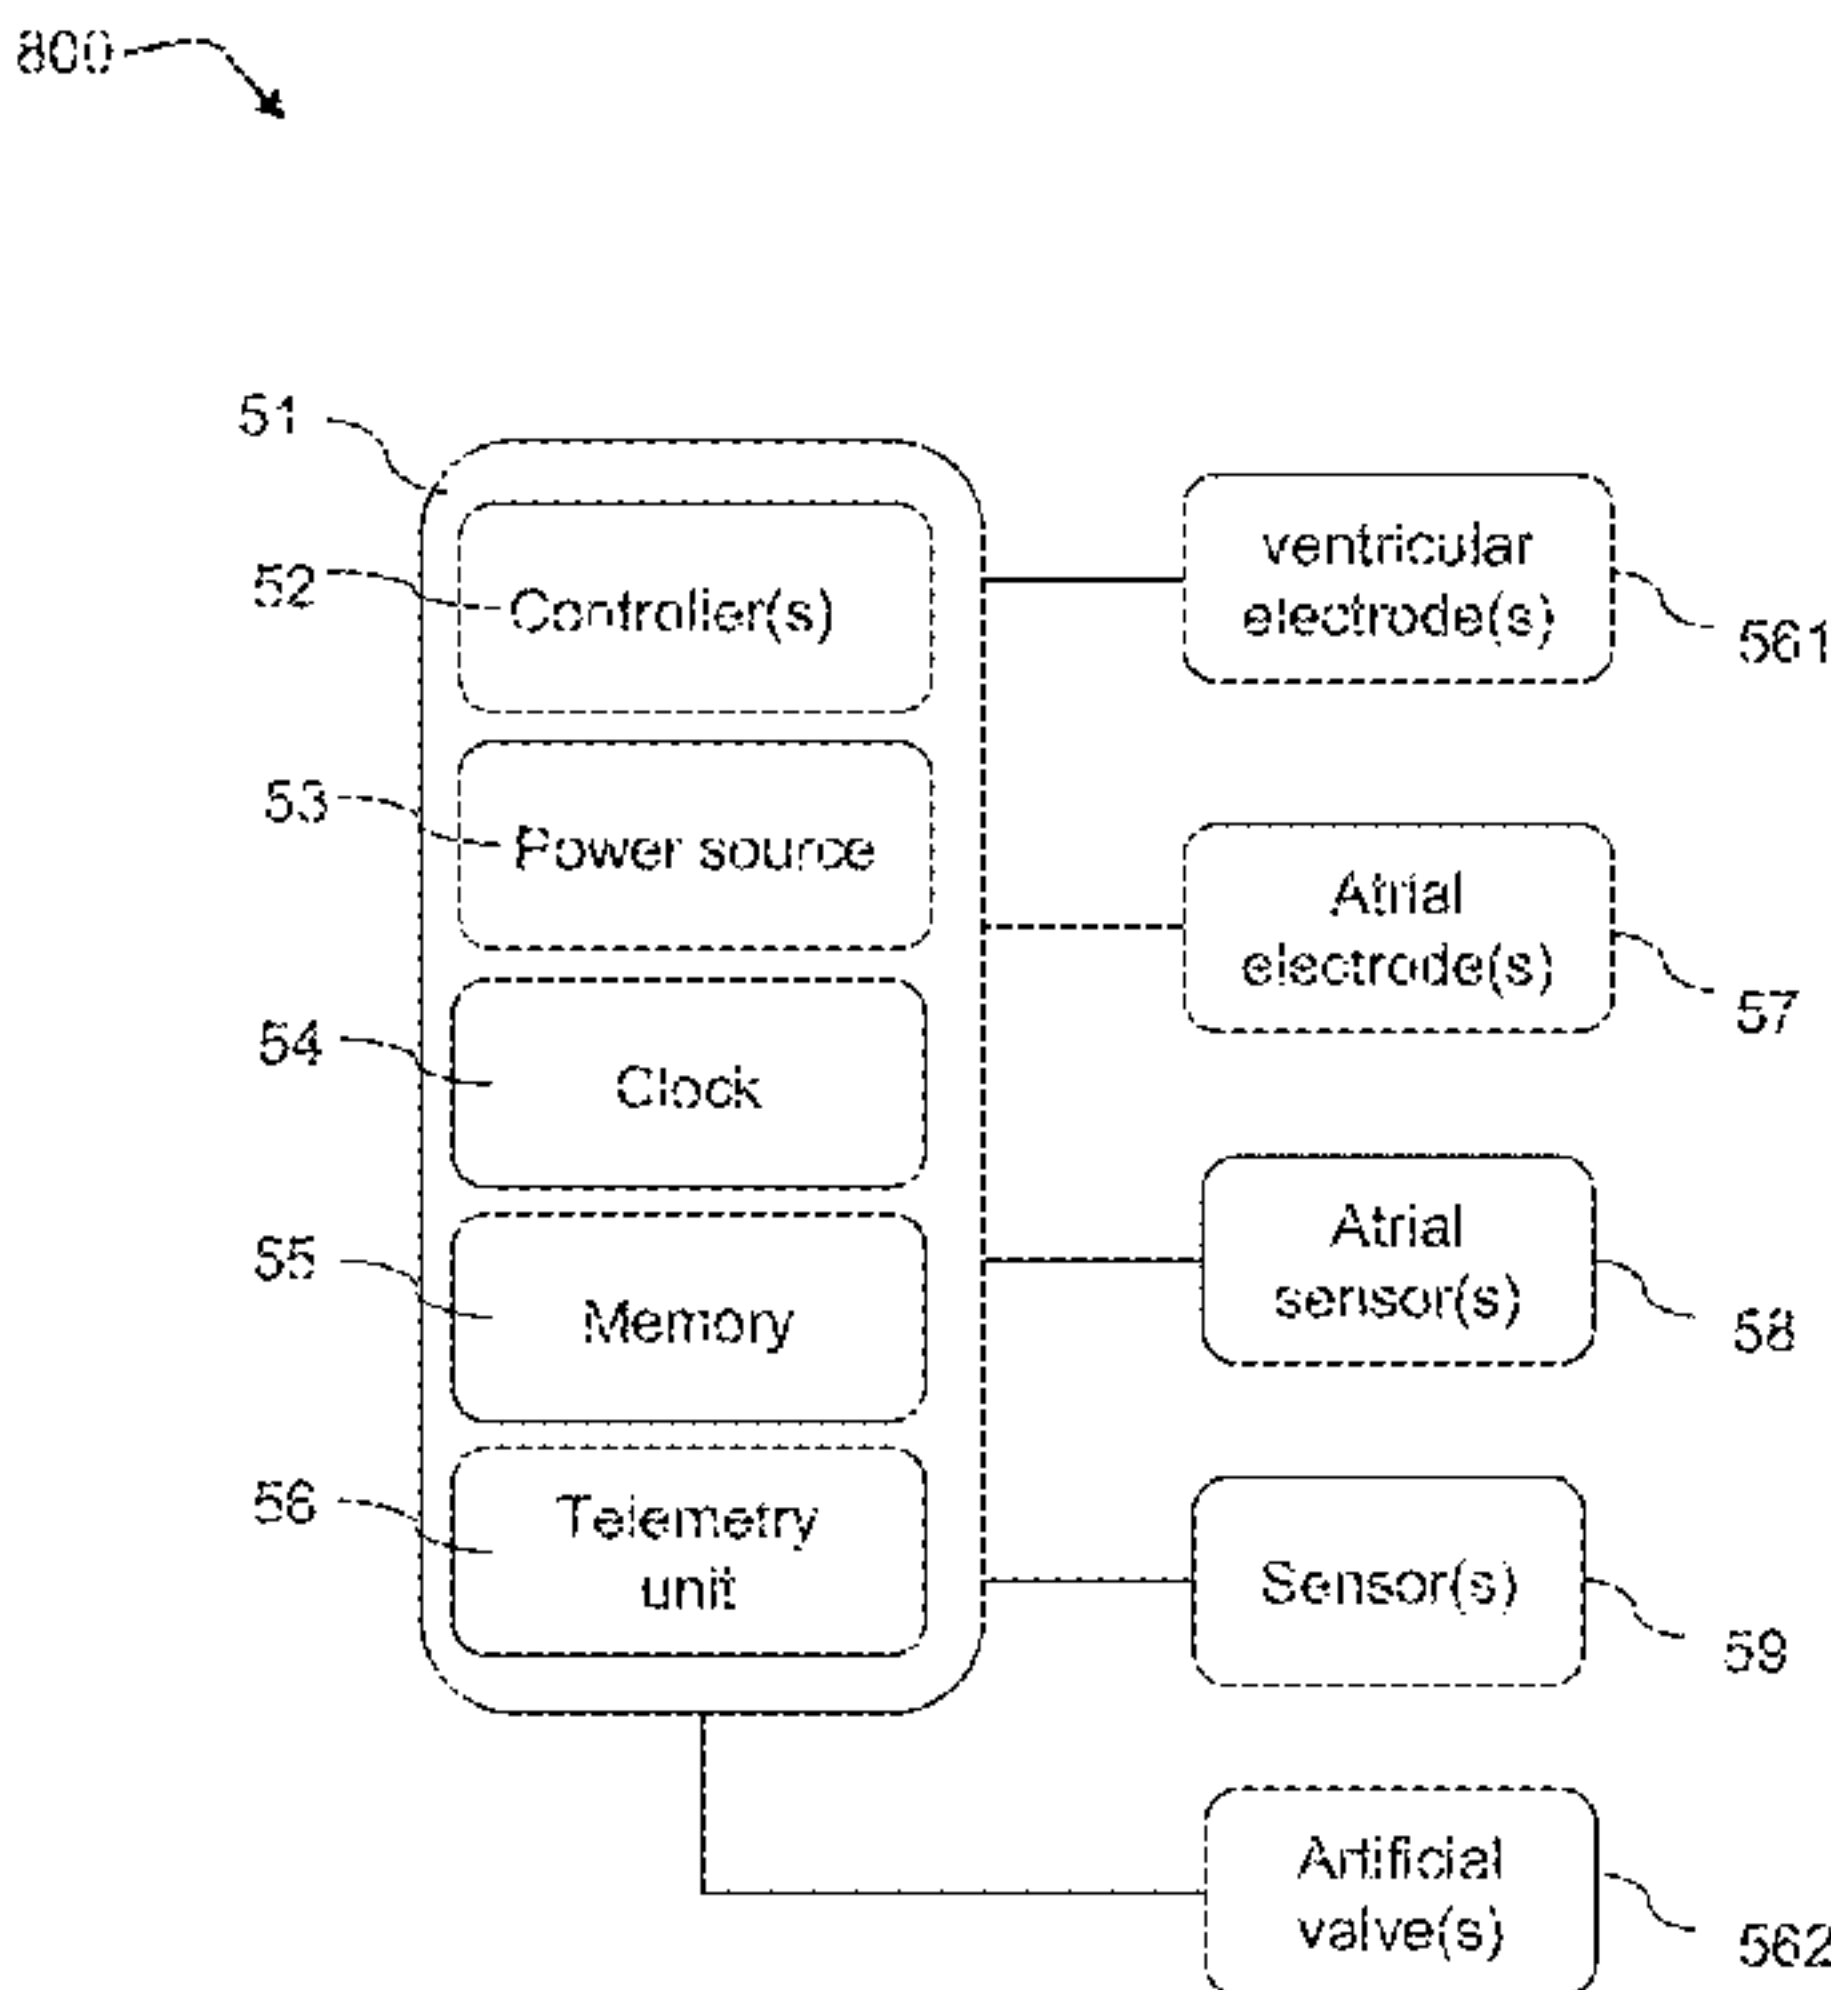 800
51
52
Controller(s)
53
Power source
54
Clock
55
Memory
56
Telemetry
unit
ventricular
electrode(s)
561
Atrial
electrode(s)
57
Atrial
sensor(s)
58
Sensor(s)
59
Artificial
valve(s)
562